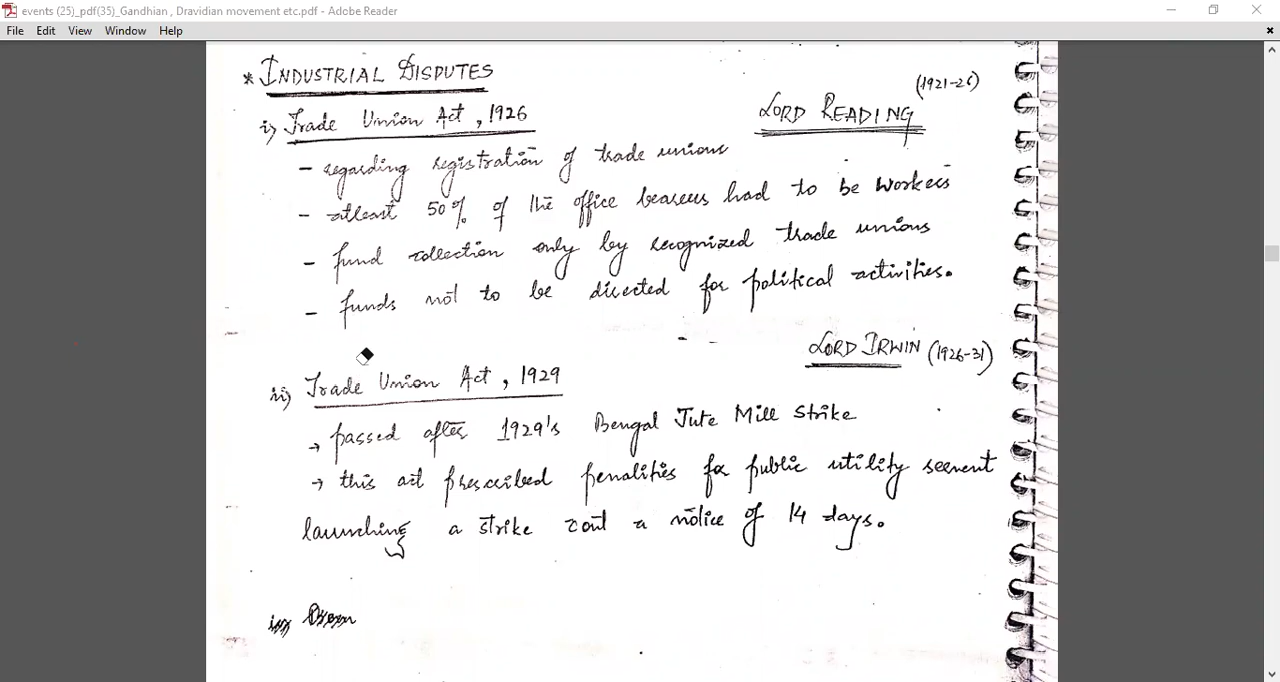 events (25)_pdf(35)_Gandhian , Dravidian movement etc.pdf - Adobe Reader
File Edit View Window Help
* INDUSTRIAL DISPUTES
(1921-26)
i) Trade Union Act , 1926
LORD READING
- regarding registration of trade unions
- atleast 50% of the office bearers had to be workers
- fund collection only by recognized trade unions
- funds not to be directed for political activities.
LORD IRWIN (1926-31)
ii) Trade Union Act , 1929
→ passed after 1929's Bengal Jute Mill Strike
→ this act prescribed penalities for public utility servent
launching a strike w/out a notice of 14 days.